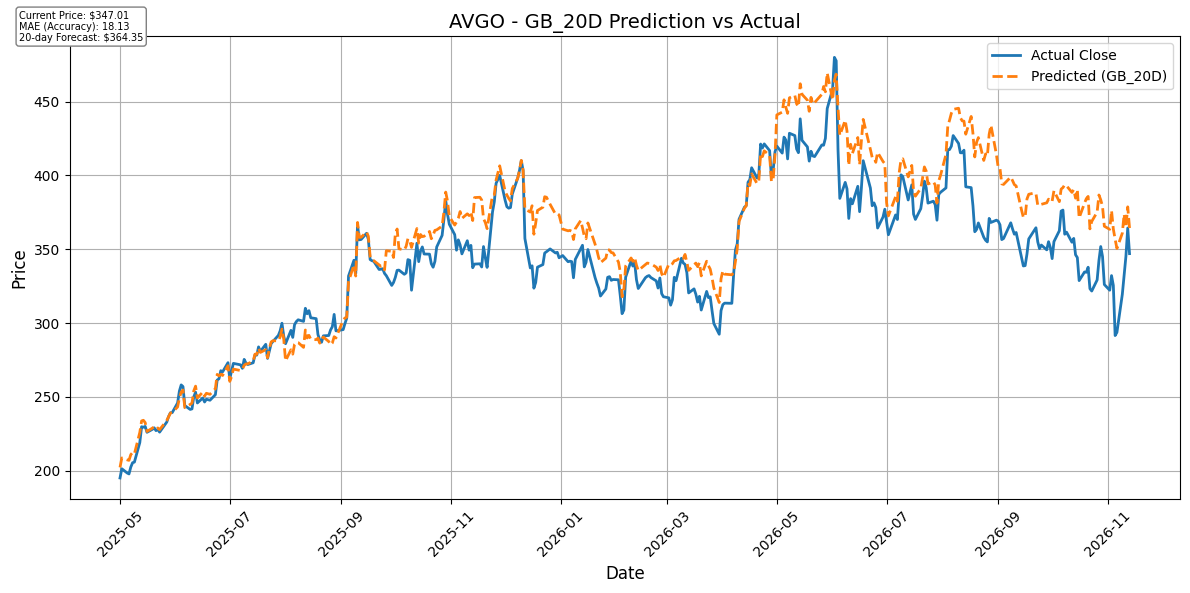 Current Price: $347.01
MAE (Accuracy): 18.13
20-day Forecast: $364.35
AVGO - GB_20D Prediction vs Actual
Actual Close
Predicted (GB_20D)
Price
450
400
350
300
250
200
2025-05
2025-07
2025-09
2025-11
2026-01
2026-03
2026-05
2026-07
2026-09
2026-11
Date